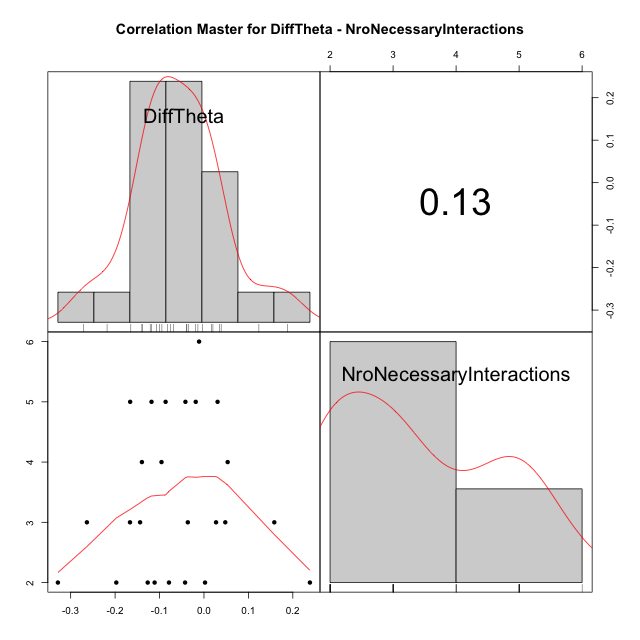 Correlation Master for DiffTheta - NroNecessaryInteractions
2 3 4 5 6
DiffTheta
0.13
0.2
0.1
0.0
-0.1
-0.2
-0.3
6
5
4
3
2
NroNecessaryInteractions
-0.3 -0.2 -0.1 0.0 0.1 0.2